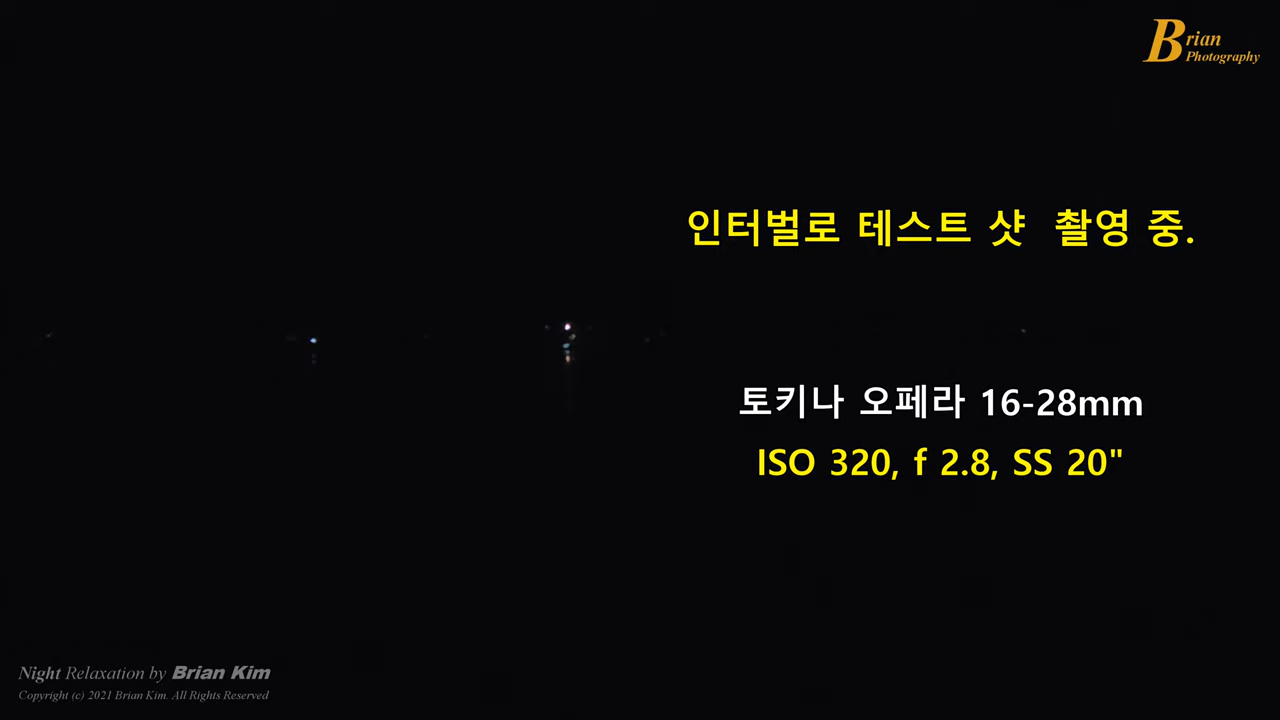 Brian
Photography
인터벌로 테스트 샷 촬영 중.
토키나 오페라 16-28mm
ISO 320, f 2.8, SS 20"
Night Relaxation by Brian Kim
Copyright (c) 2021 Brian Kim. All Rights Reserved